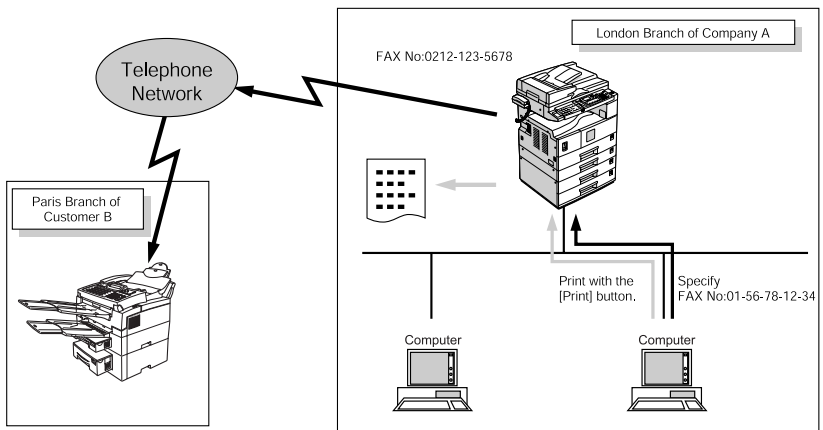 London Branch of Company A
FAX No:0212-123-5678
Telephone
Network
Paris Branch of
Customer B
Print with the
[Print] button.
Specify
FAX No:01-56-78-12-34
Computer
Computer